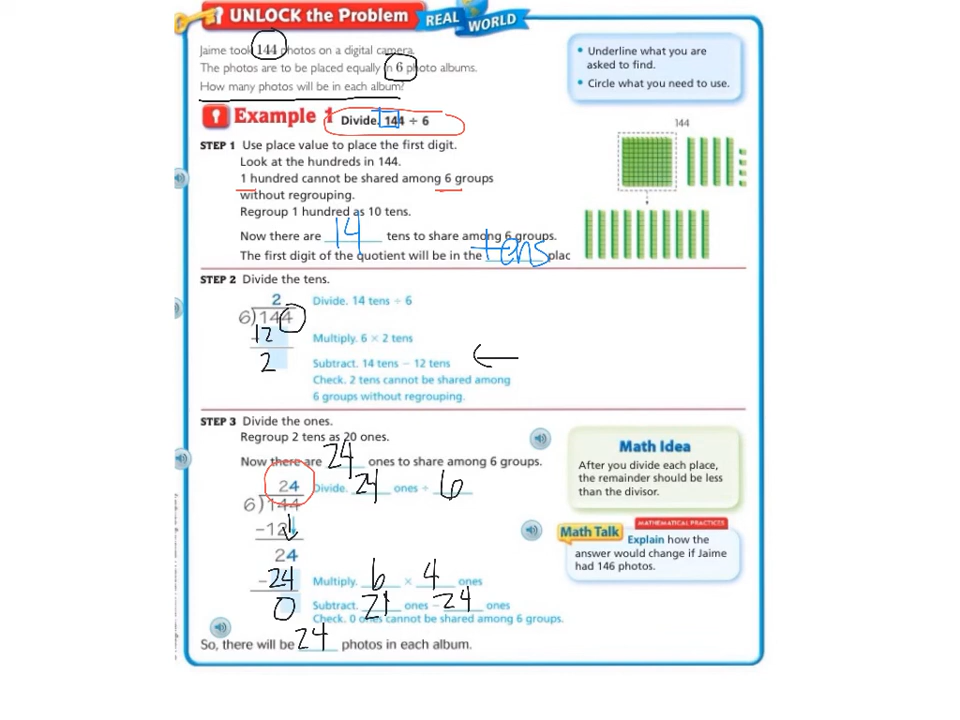 UNLOCK the Problem REAL WORLD
Jaime took 144 photos on a digital camera.
The photos are to be placed equally in 6 photo albums.
How many photos will be in each album?
• Underline what you are
asked to find.
• Circle what you need to use.
Example 1 Divide. 144 ÷ 6
144
STEP 1 Use place value to place the first digit.
Look at the hundreds in 144.
1 hundred cannot be shared among 6 groups
without regrouping.
Regroup 1 hundred as 10 tens.
Now there are 14 tens to share among 6 groups.
The first digit of the quotient will be in the tens plac
STEP 2 Divide the tens.
2 Divide. 14 tens ÷ 6
6)144
-12 Multiply. 6 × 2 tens
2 Subtract. 14 tens − 12 tens
Check. 2 tens cannot be shared among
6 groups without regrouping.
STEP 3 Divide the ones.
Regroup 2 tens as 20 ones.
Now there are 24 ones to share among 6 groups.
24 Divide. 24 ones ÷ 6
6)144
−12
24
−24 Multiply. 6 × 4 ones
0 Subtract. 24 ones − 24 ones
Check. 0 ones cannot be shared among 6 groups.
So, there will be 24 photos in each album.
Math Idea
After you divide each place,
the remainder should be less
than the divisor.
MATHEMATICAL PRACTICES
Math Talk Explain how the
answer would change if Jaime
had 146 photos.